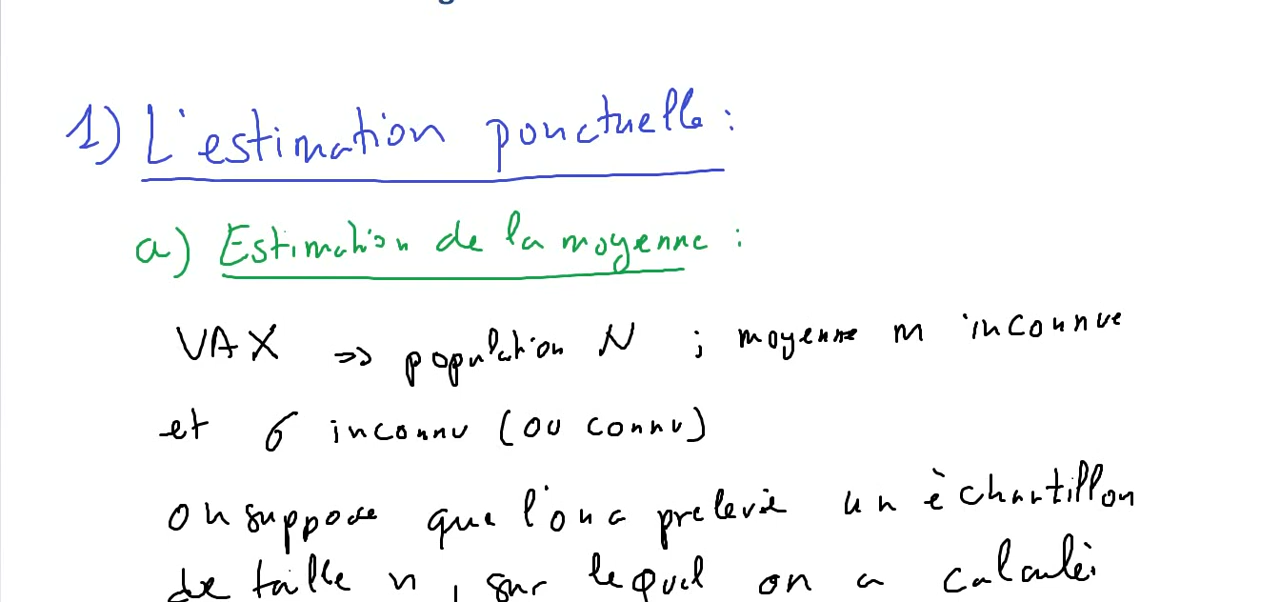 1) L'estimation ponctuelle :
a) Estimation de la moyenne :
VAX => population N ; moyenne m inconnue
et σ inconnu (ou connu)
on suppose que l'on a prelevé un échantillon
de taille n, sur lequel on a calculé